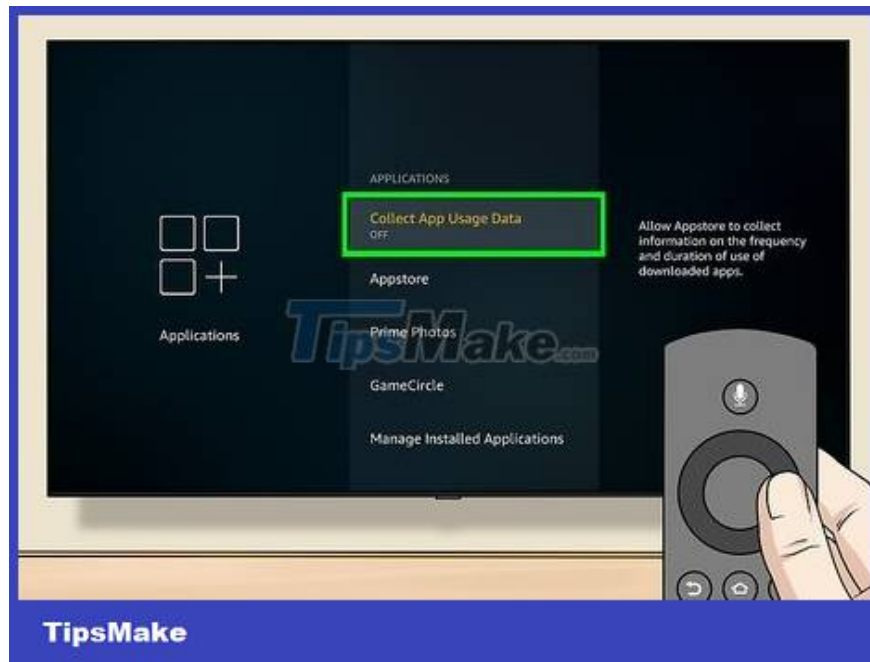 APPLICATIONS
Collect App Usage Data
OFF
Appstore
Prime Photos
GameCircle
Manage Installed Applications
Applications
Allow Appstore to collect
information on the frequency
and duration of use of
downloaded apps.
TipsMake.com
TipsMake